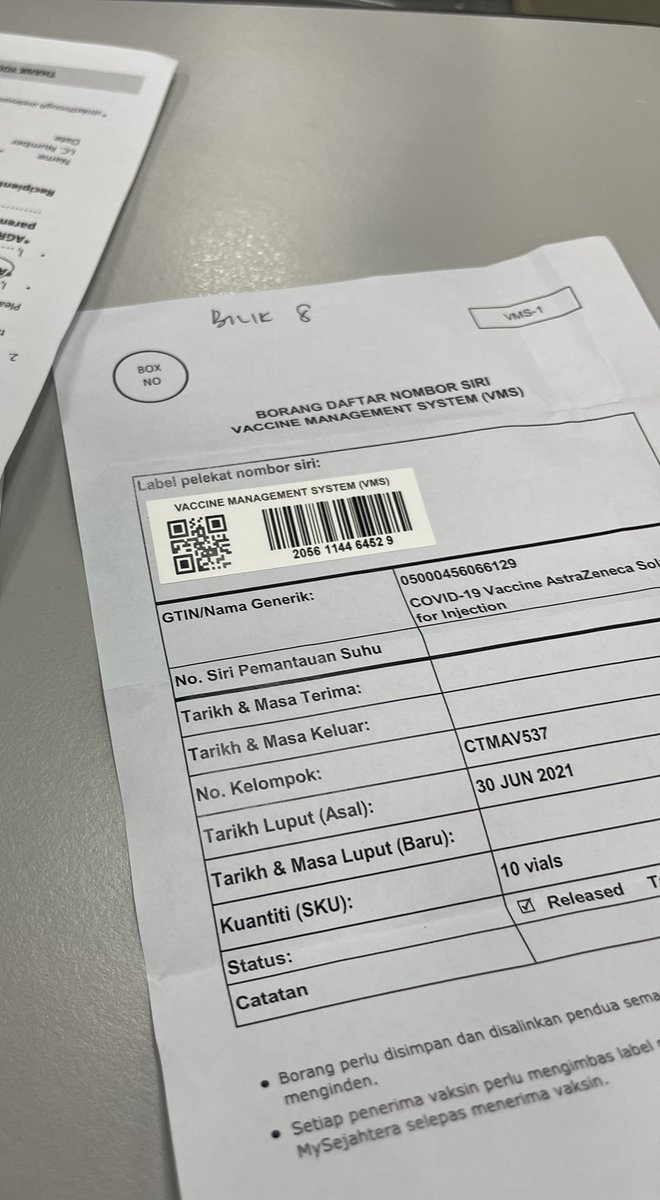 THANK YOU
Name
I.C Number
Date
Recipient
BILIK 8
VMS-1
BOX
NO
BORANG DAFTAR NOMBOR SIRI
VACCINE MANAGEMENT SYSTEM (VMS)
Label pelekat nombor siri:
VACCINE MANAGEMENT SYSTEM (VMS)
2056 1144 6452 9
GTIN/Nama Generik:
05000456066129
COVID-19 Vaccine AstraZeneca
for Injection
No. Siri Pemantauan Suhu
Tarikh & Masa Terima:
Tarikh & Masa Keluar:
No. Kelompok:
CTMAV537
Tarikh Luput (Asal):
30 JUN 2021
Tarikh & Masa Luput (Baru):
Kuantiti (SKU):
10 vials
Status:
☑ Released
Catatan
• Borang perlu disimpan dan disalinkan pendua
menginden.
• Setiap penerima vaksin perlu mengimbas label
MySejahtera selepas menerima vaksin.